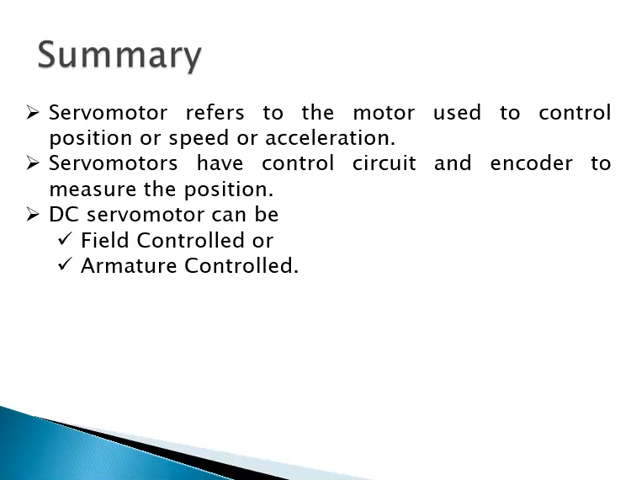 Summary
➢ Servomotor refers to the motor used to control
position or speed or acceleration.
➢ Servomotors have control circuit and encoder to
measure the position.
➢ DC servomotor can be
✓ Field Controlled or
✓ Armature Controlled.